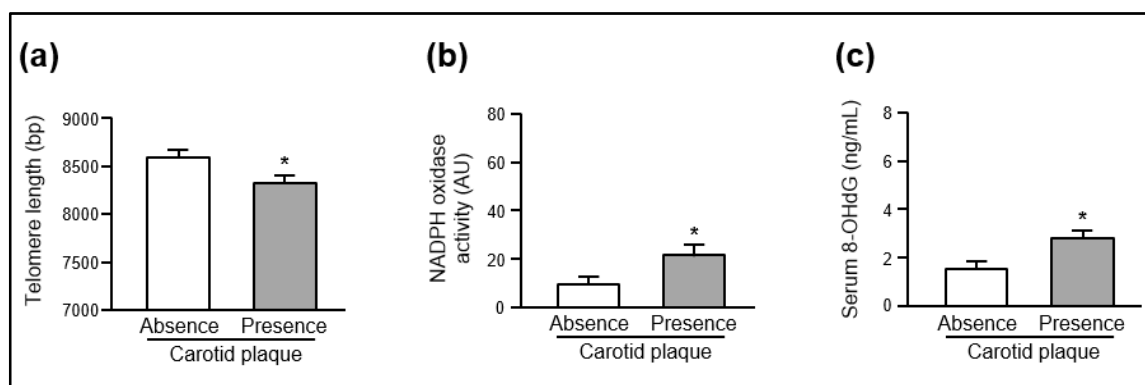 (a)
Telomere length (bp)
9000
8500
8000
7500
7000
*
Absence Presence
Carotid plaque
(b)
NADPH oxidase
activity (AU)
80
60
40
20
0
*
Absence Presence
Carotid plaque
(c)
Serum 8-OHdG (ng/mL)
8
6
4
2
0
*
Absence Presence
Carotid plaque